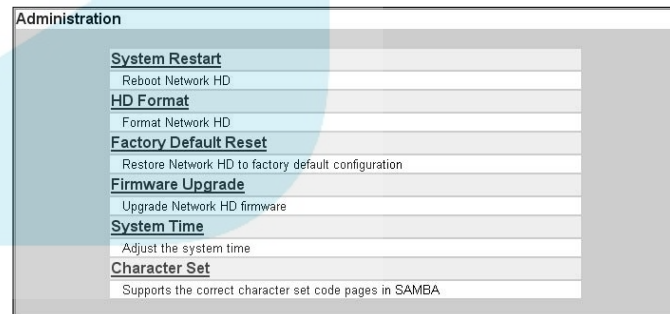 Administration
System Restart
Reboot Network HD
HD Format
Format Network HD
Factory Default Reset
Restore Network HD to factory default configuration
Firmware Upgrade
Upgrade Network HD firmware
System Time
Adjust the system time
Character Set
Supports the correct character set code pages in SAMBA